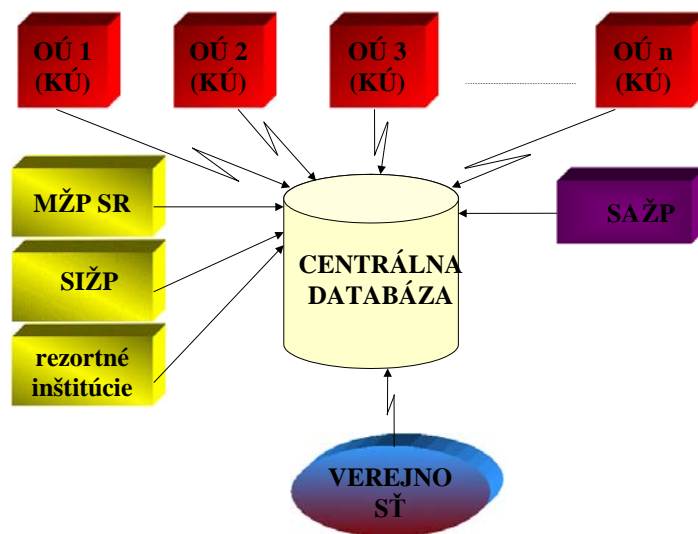 OÚ 1
(KÚ)
OÚ 2
(KÚ)
OÚ 3
(KÚ)
OÚ n
(KÚ)
MŽP SR
SAŽP
SIŽP
CENTRÁLNA
DATABÁZA
rezortné
inštitúcie
VEREJNO
SŤ